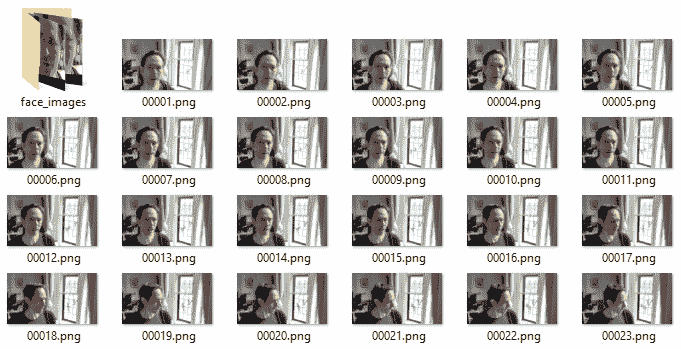 face_images 00001.png 00002.png 00003.png 00004.png 00005.png
00006.png 00007.png 00008.png 00009.png 00010.png 00011.png
00012.png 00013.png 00014.png 00015.png 00016.png 00017.png
00018.png 00019.png 00020.png 00021.png 00022.png 00023.png